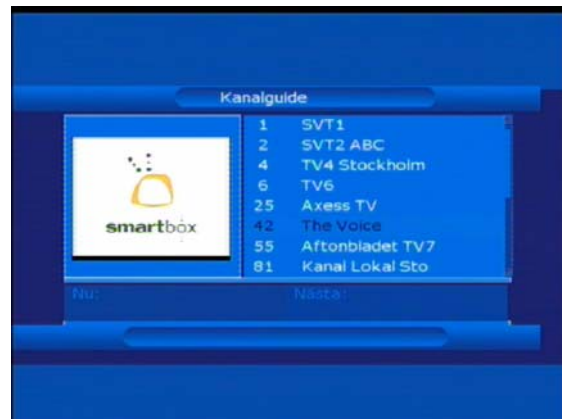 Kanalguide
smartbox
1 SVT1
2 SVT2 ABC
4 TV4 Stockholm
6 TV6
25 Axess TV
42 The Voice
55 Aftonbladet TV7
81 Kanal Lokal Sto
Nu: Nästa: